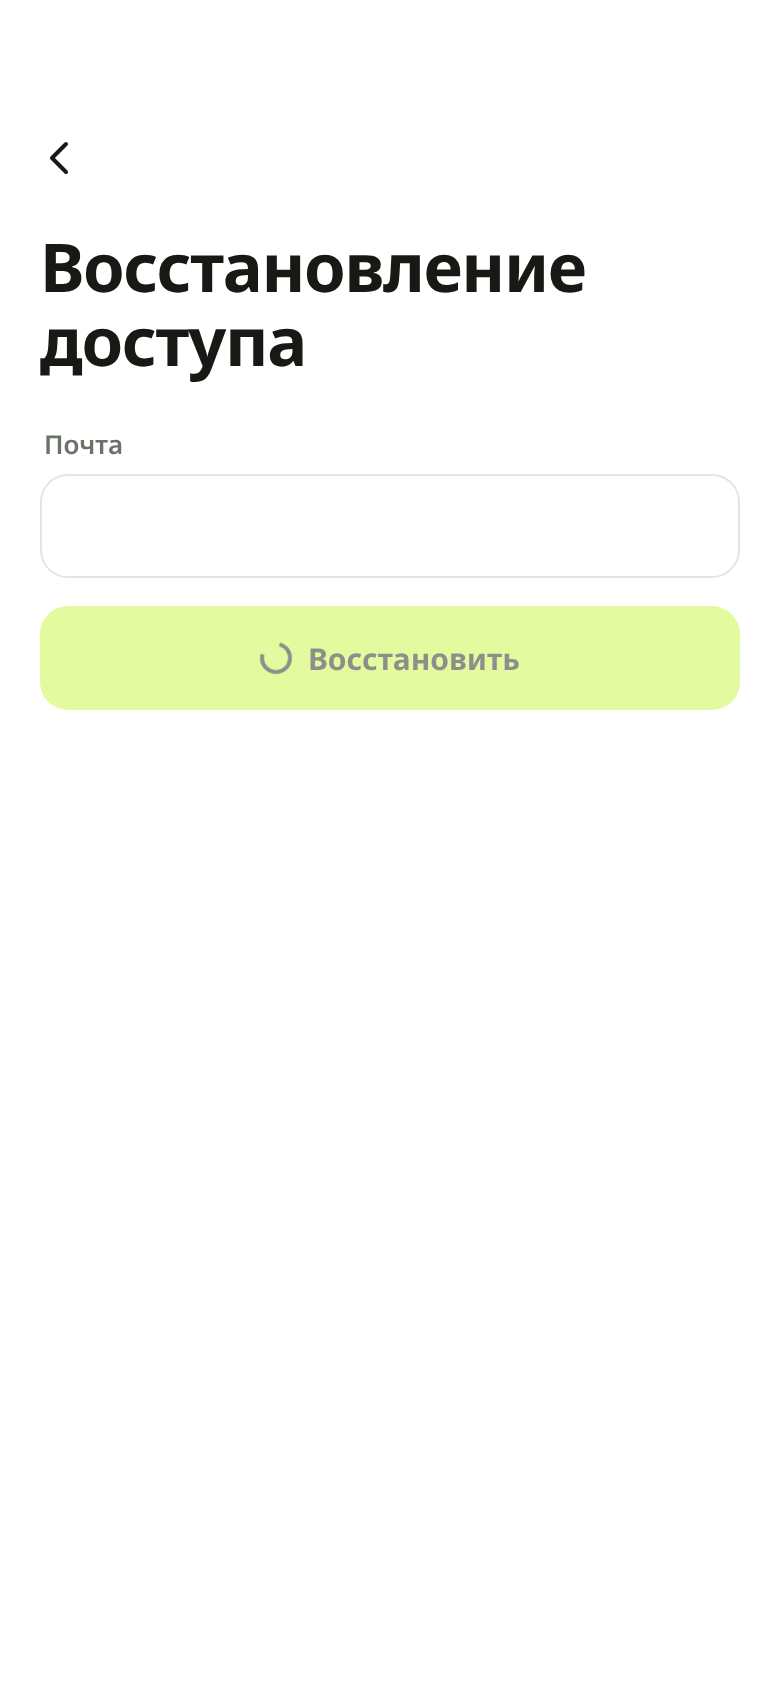 Восстановление
доступа
Почта
Восстановить